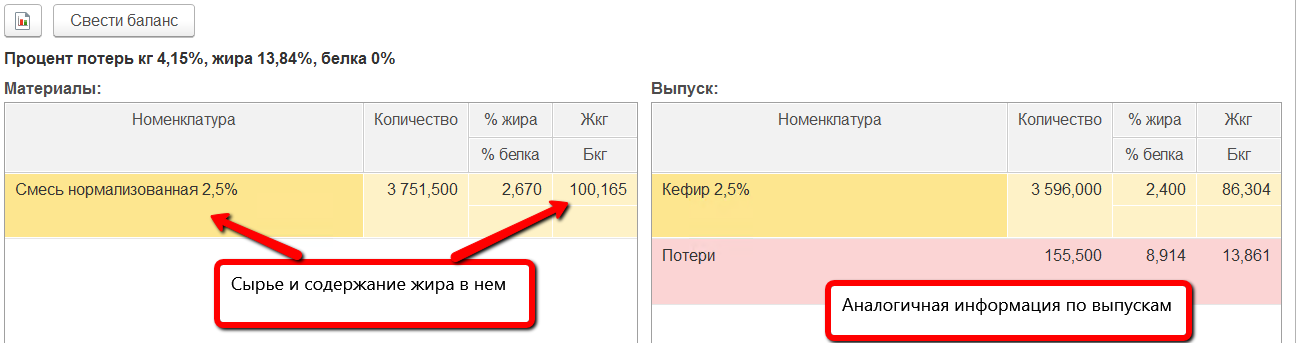 Свести баланс
Процент потерь кг 4,15%, жира 13,84%, белка 0%
Материалы:
Номенклатура Количество % жира Жкг
% белка Бкг
Смесь нормализованная 2,5% 3 751,500 2,670 100,165
Сырье и содержание жира в нем
Выпуск:
Номенклатура Количество % жира Жкг
% белка Бкг
Кефир 2,5% 3 596,000 2,400 86,304
Потери 155,500 8,914 13,861
Аналогичная информация по выпускам